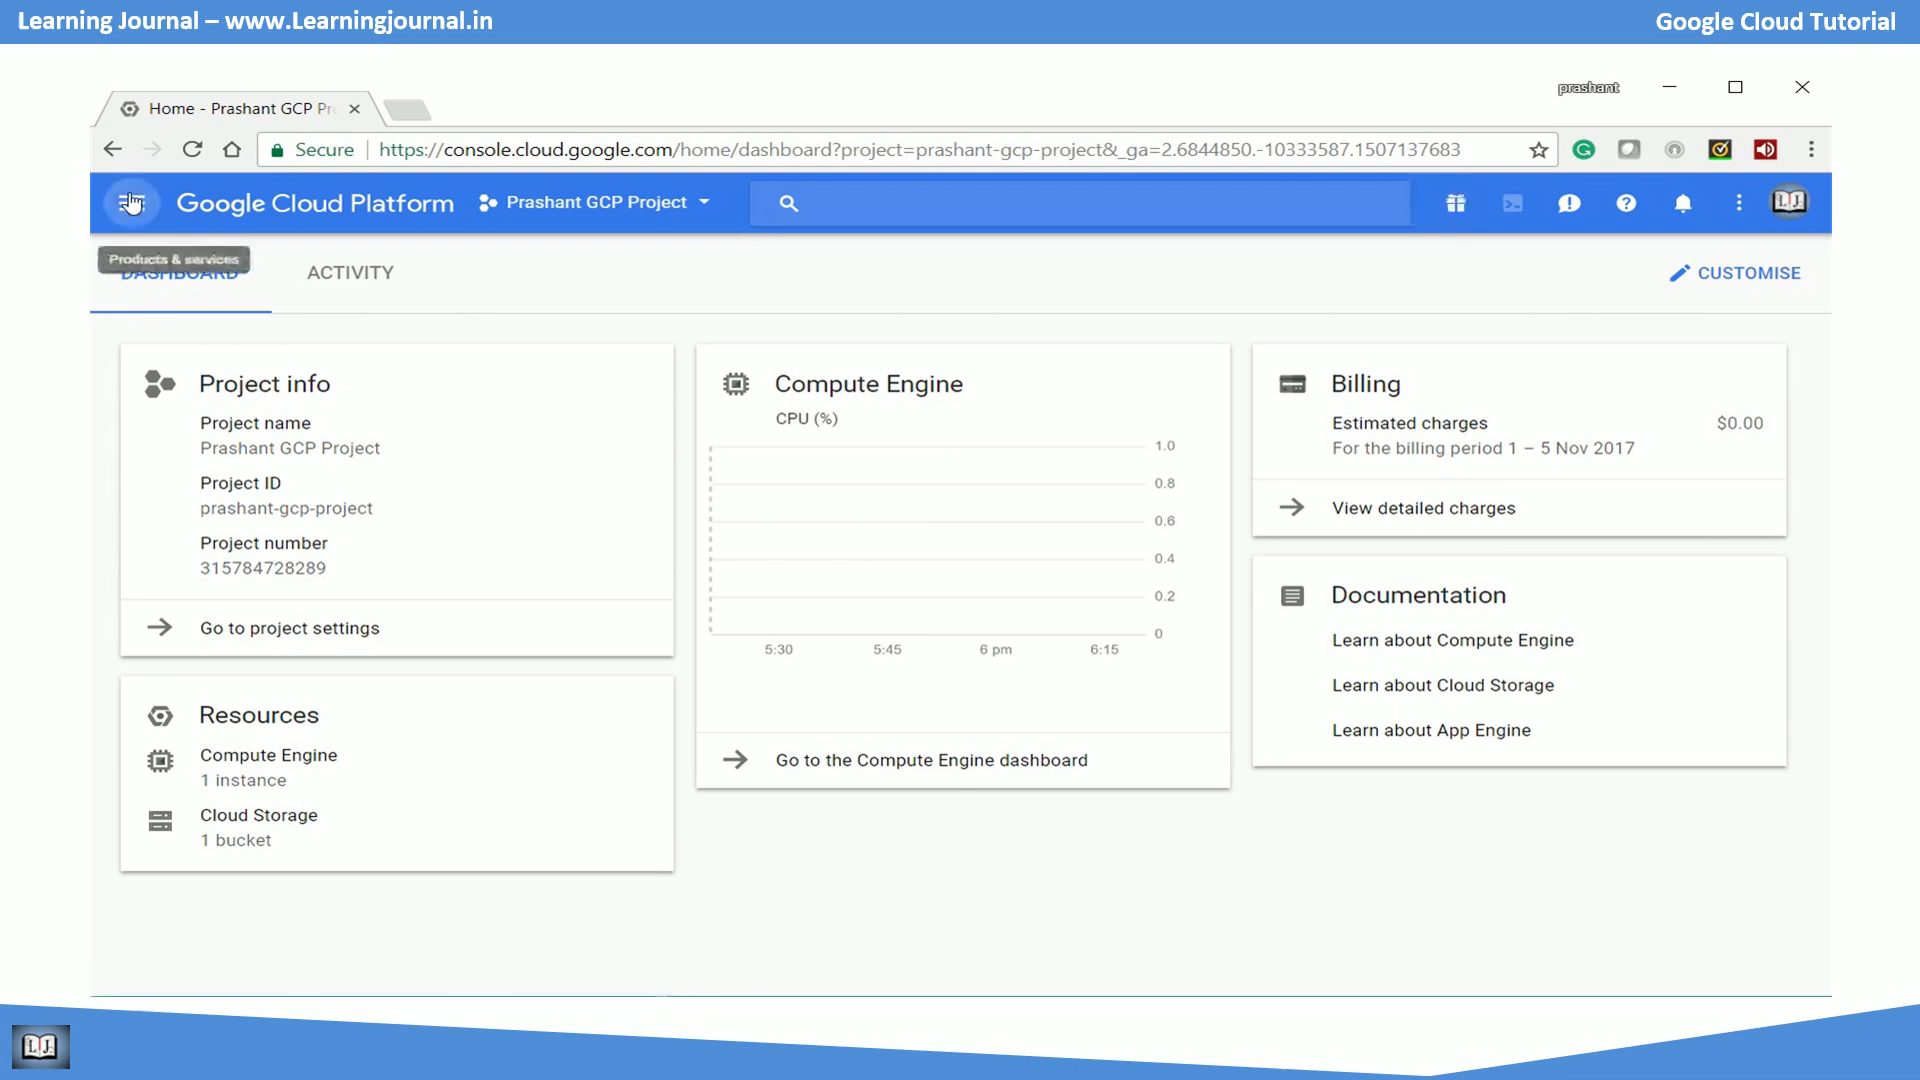 Learning Journal – www.Learningjournal.in
Google Cloud Tutorial
prashant
Home - Prashant GCP Pr
Secure
https://console.cloud.google.com/home/dashboard?project=prashant-gcp-project&_ga=2.6844850.-10333587.1507137683
Google Cloud Platform
Prashant GCP Project
Products & services
DASHBOARD
ACTIVITY
CUSTOMISE
Project info
Project name
Prashant GCP Project
Project ID
prashant-gcp-project
Project number
315784728289
Go to project settings
Resources
Compute Engine
1 instance
Cloud Storage
1 bucket
Compute Engine
CPU (%)
1.0
0.8
0.6
0.4
0.2
0
5:30 5:45 6 pm 6:15
Go to the Compute Engine dashboard
Billing
Estimated charges $0.00
For the billing period 1 – 5 Nov 2017
View detailed charges
Documentation
Learn about Compute Engine
Learn about Cloud Storage
Learn about App Engine
LJ
LJ